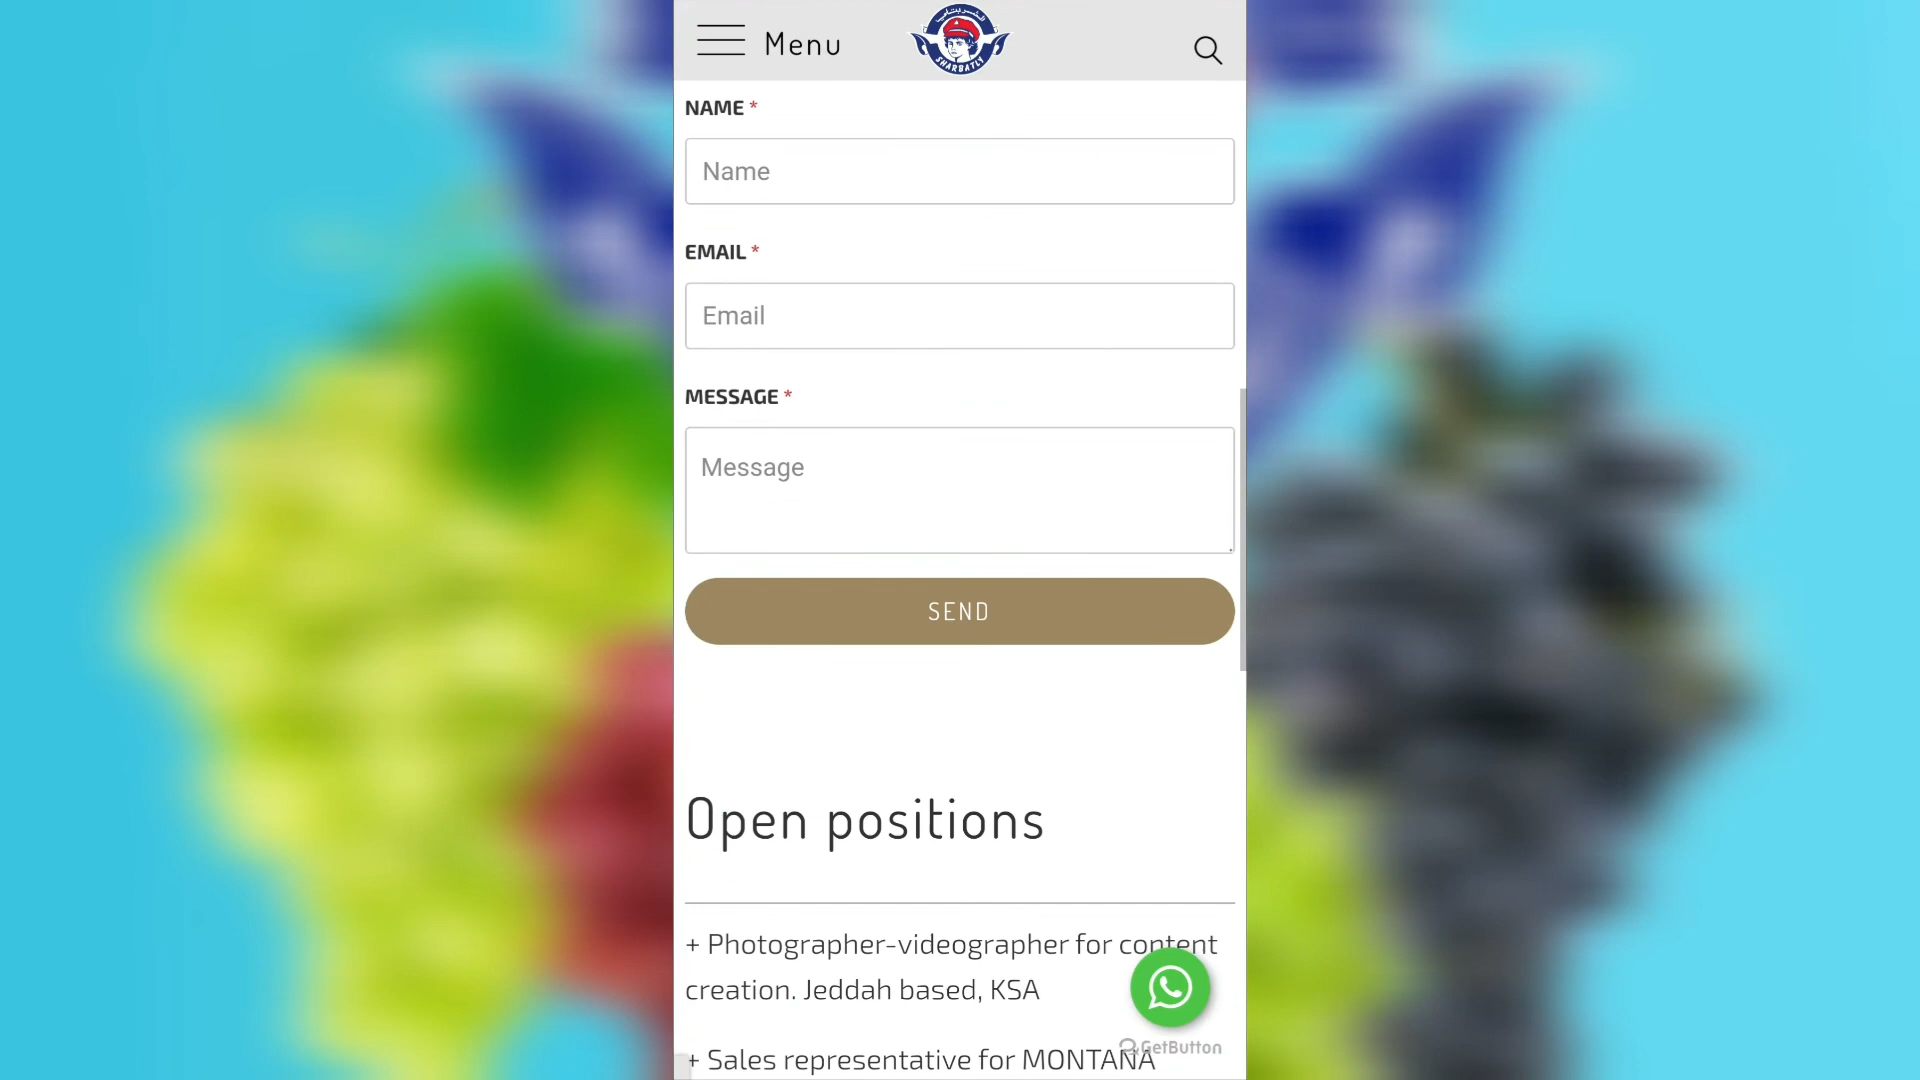 Menu
SHARBATLY
NAME *
Name
EMAIL *
Email
MESSAGE *
Message
SEND
Open positions
+ Photographer-videographer for content
creation. Jeddah based, KSA
GetButton
+ Sales representative for MONTANA